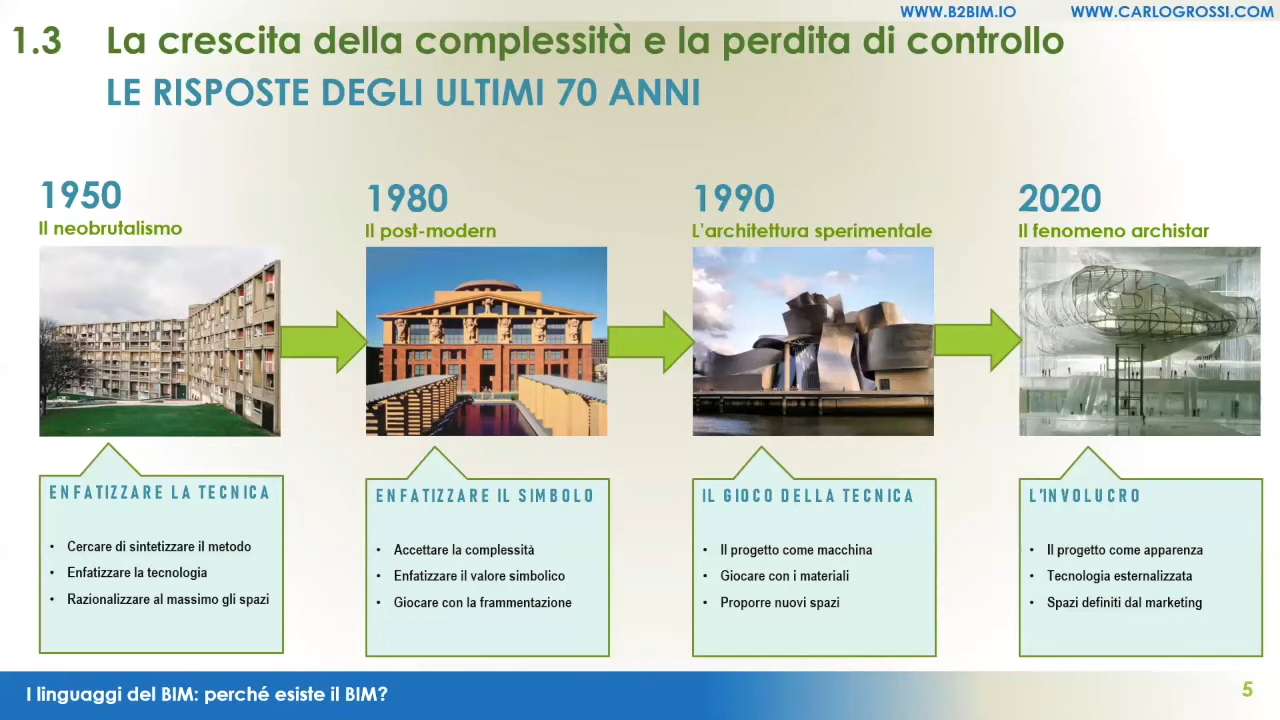 WWW.B2BIM.IO WWW.CARLOGROSSI.COM
1.3 La crescita della complessità e la perdita di controllo
LE RISPOSTE DEGLI ULTIMI 70 ANNI
1950
Il neobrutalismo
ENFATIZZARE LA TECNICA
• Cercare di sintetizzare il metodo
• Enfatizzare la tecnologia
• Razionalizzare al massimo gli spazi
1980
Il post-modern
ENFATIZZARE IL SIMBOLO
• Accettare la complessità
• Enfatizzare il valore simbolico
• Giocare con la frammentazione
1990
L'architettura sperimentale
IL GIOCO DELLA TECNICA
• Il progetto come macchina
• Giocare con i materiali
• Proporre nuovi spazi
2020
Il fenomeno archistar
L'INVOLUCRO
• Il progetto come apparenza
• Tecnologia esternalizzata
• Spazi definiti dal marketing
I linguaggi del BIM: perché esiste il BIM?
5